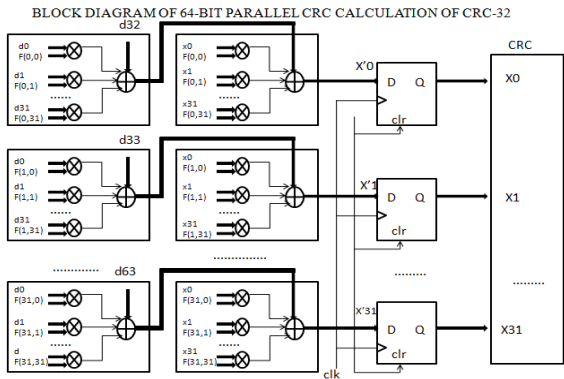 BLOCK DIAGRAM OF 64-BIT PARALLEL CRC CALCULATION OF CRC-32
d32
d0
F(0,0)
d1
F(0,1)
......
d31
F(0,31)
x0
F(0,0)
x1
F(0,1)
......
x31
F(0,31)
X'0
D Q
clr
CRC
X0
d33
d0
F(1,0)
d1
F(1,1)
......
d31
F(1,31)
x0
F(1,0)
x1
F(1,1)
......
x31
F(1,31)
X'1
D Q
clr
X1
.............
d63
...............
.........
.........
d0
F(31,0)
d1
F(31,1)
......
d
F(31,31)
x0
F(31,0)
x1
F(31,1)
......
x31
F(31,31)
X'31
D Q
clr
X31
clk